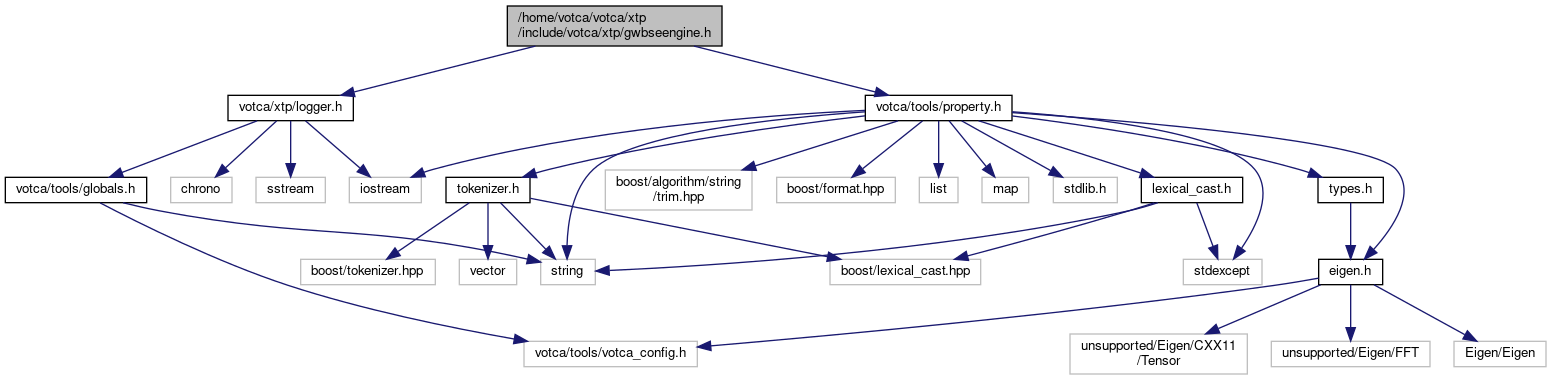 /home/votca/votca/xtp
/include/votca/xtp/gwbseengine.h
votca/xtp/logger.h
votca/tools/property.h
votca/tools/globals.h
chrono
sstream
iostream
tokenizer.h
boost/algorithm/string
/trim.hpp
boost/format.hpp
list
map
stdlib.h
lexical_cast.h
types.h
boost/tokenizer.hpp
vector
string
boost/lexical_cast.hpp
stdexcept
eigen.h
votca/tools/votca_config.h
unsupported/Eigen/CXX11
/Tensor
unsupported/Eigen/FFT
Eigen/Eigen